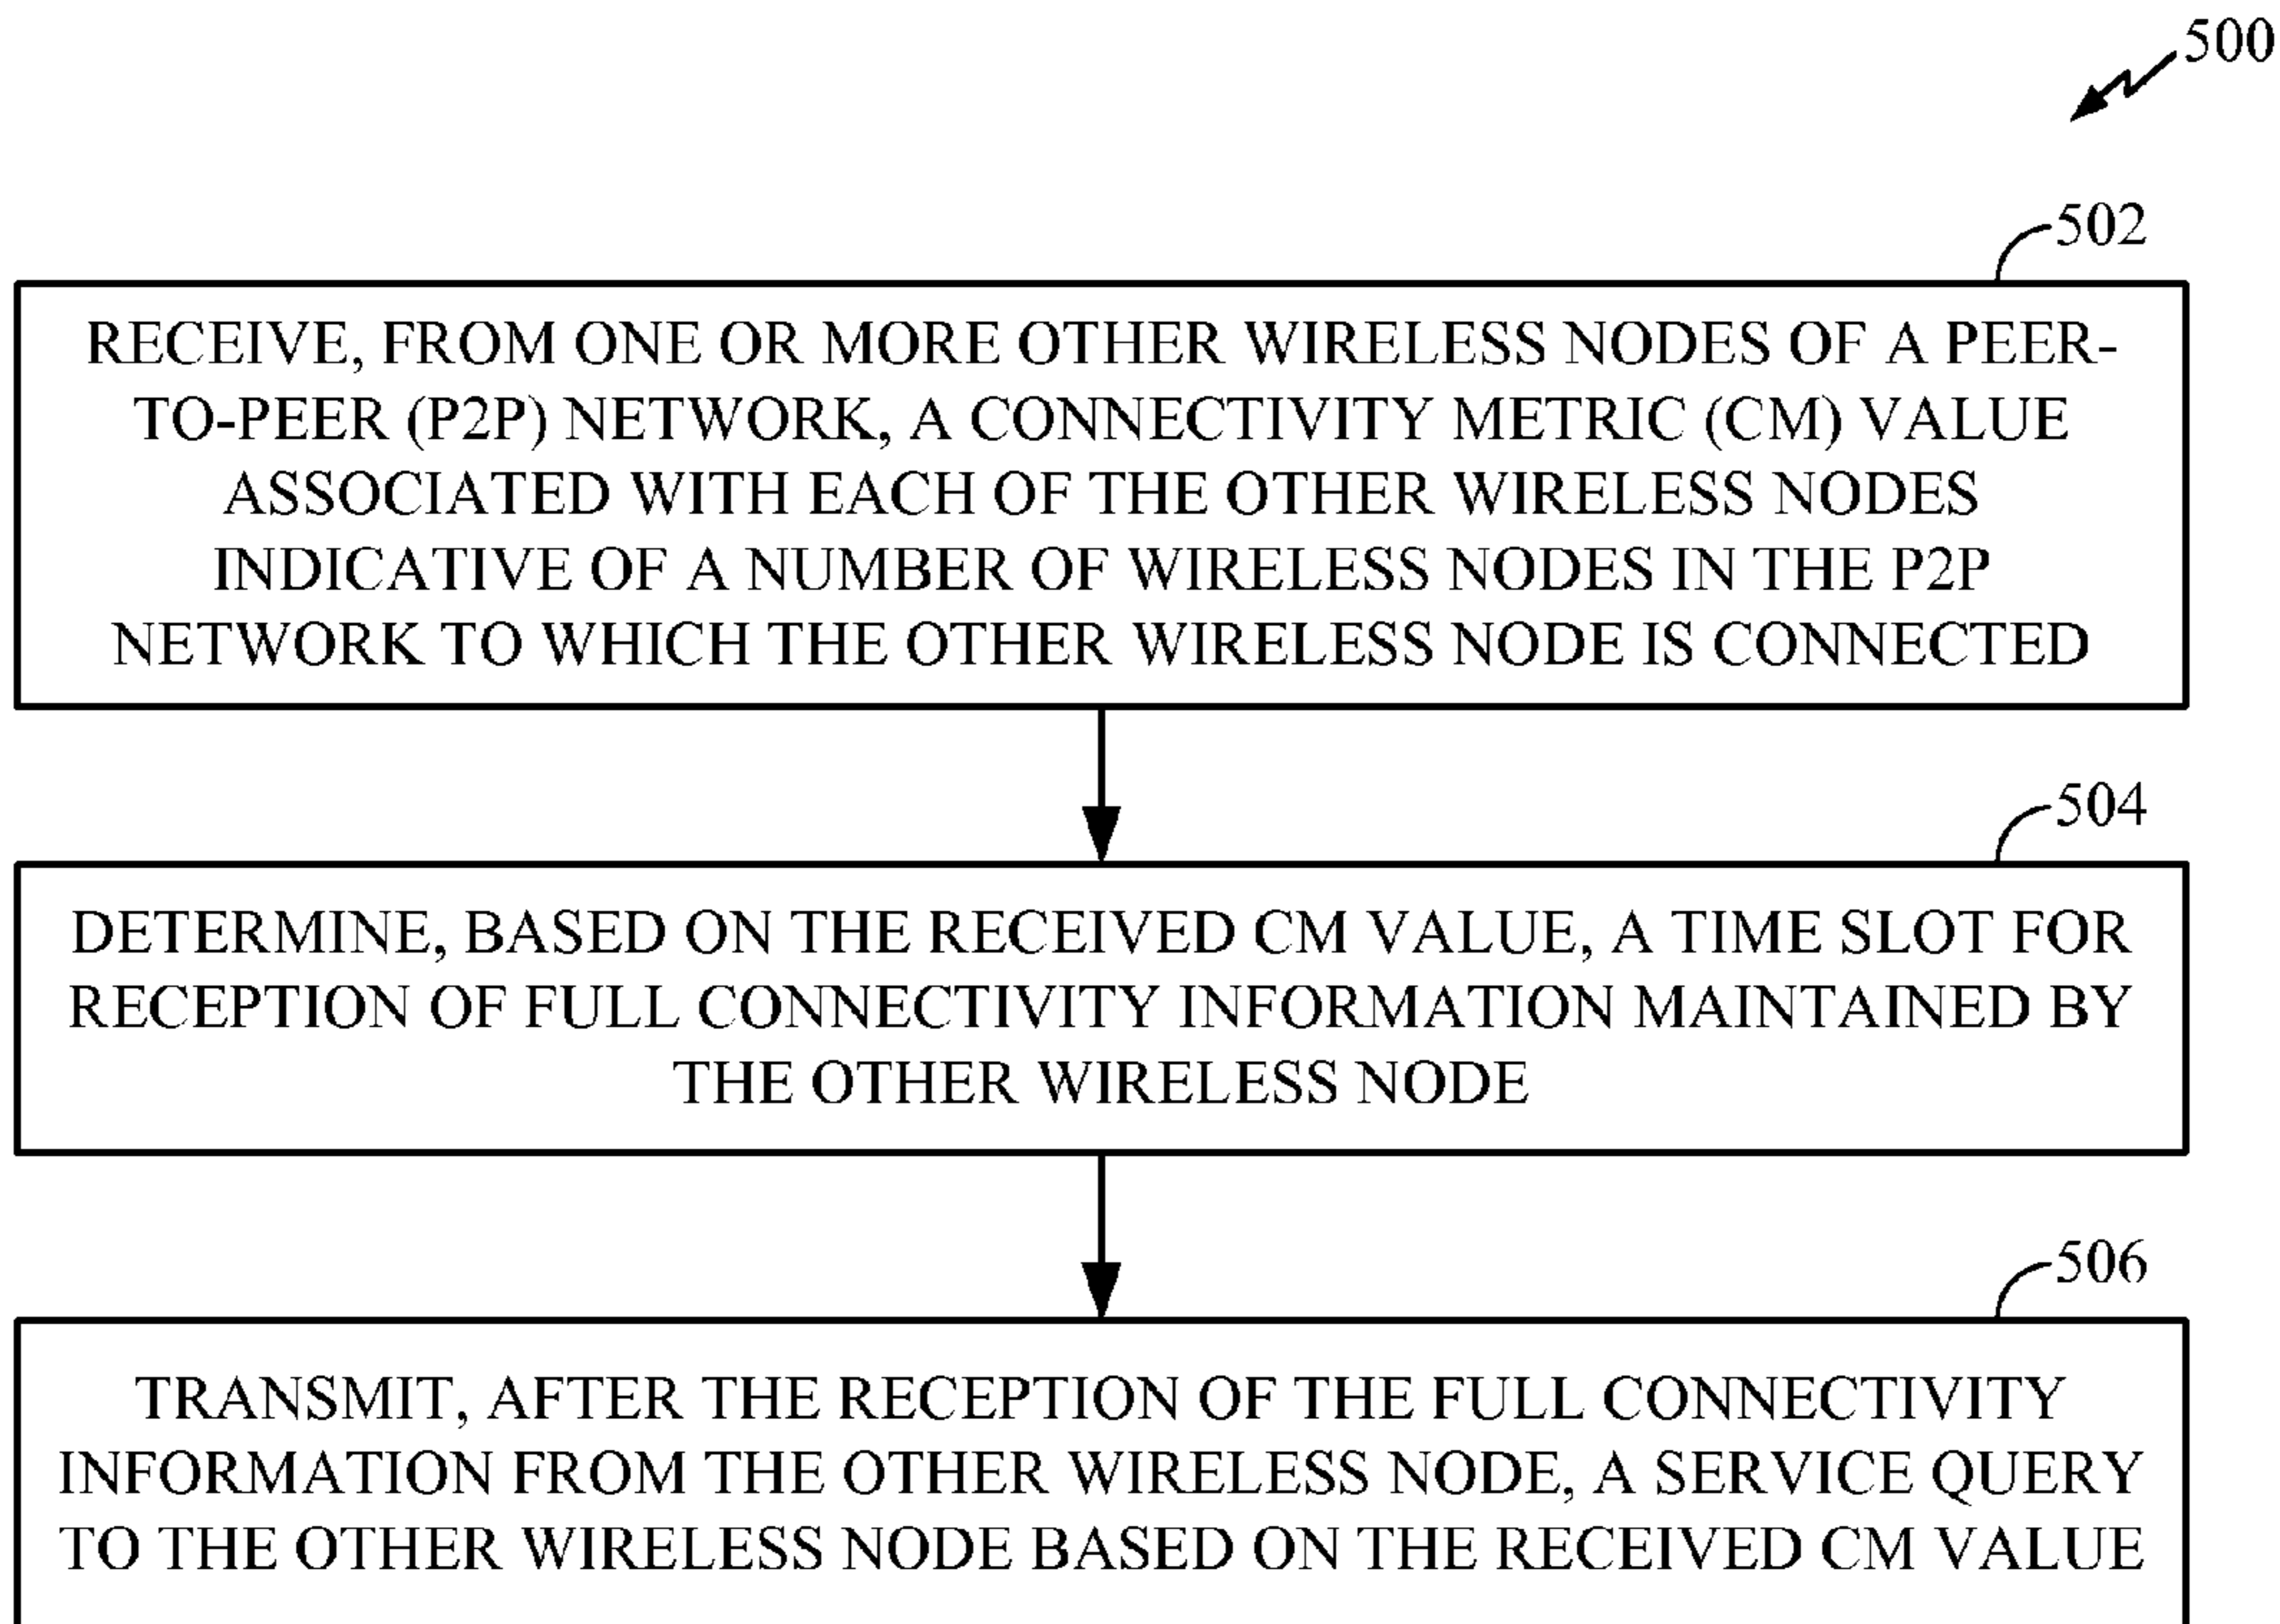 500
502
RECEIVE, FROM ONE OR MORE OTHER WIRELESS NODES OF A PEER-
TO-PEER (P2P) NETWORK, A CONNECTIVITY METRIC (CM) VALUE
ASSOCIATED WITH EACH OF THE OTHER WIRELESS NODES
INDICATIVE OF A NUMBER OF WIRELESS NODES IN THE P2P
NETWORK TO WHICH THE OTHER WIRELESS NODE IS CONNECTED
504
DETERMINE, BASED ON THE RECEIVED CM VALUE, A TIME SLOT FOR
RECEPTION OF FULL CONNECTIVITY INFORMATION MAINTAINED BY
THE OTHER WIRELESS NODE
506
TRANSMIT, AFTER THE RECEPTION OF THE FULL CONNECTIVITY
INFORMATION FROM THE OTHER WIRELESS NODE, A SERVICE QUERY
TO THE OTHER WIRELESS NODE BASED ON THE RECEIVED CM VALUE